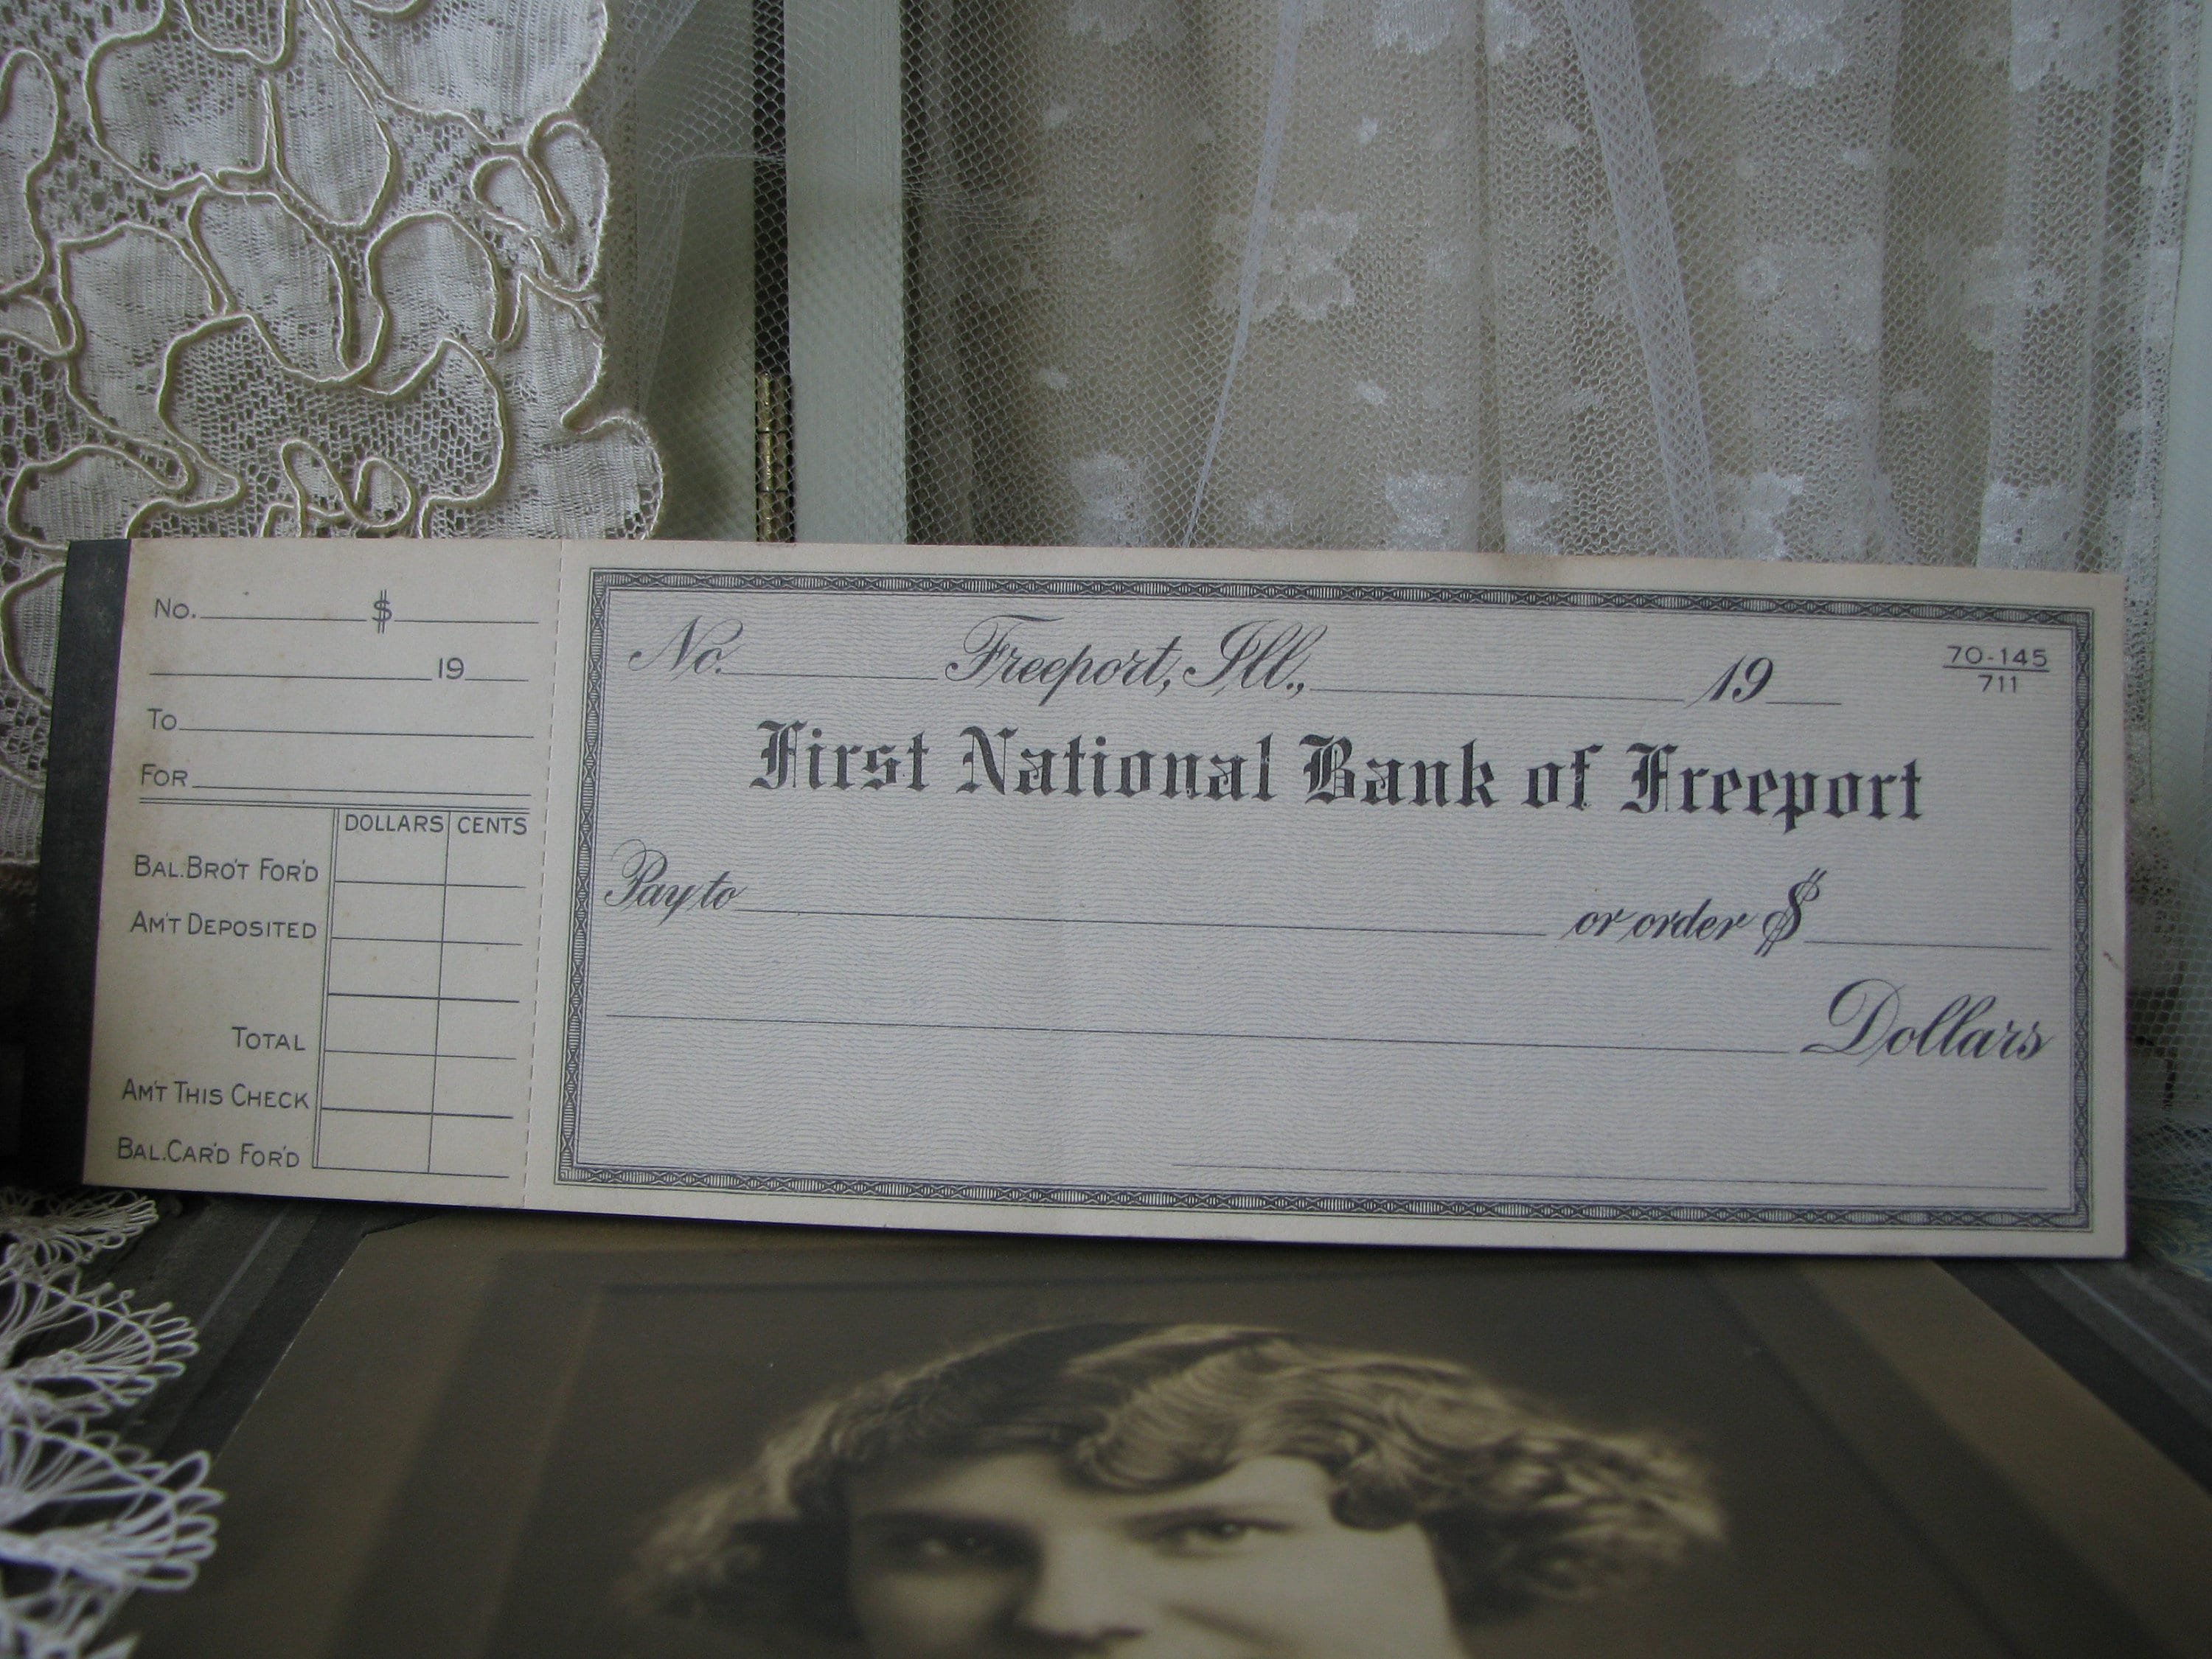 No. $
19
To
For
DOLLARS CENTS
BAL. BRO'T FOR'D
AM'T DEPOSITED
TOTAL
AM'T THIS CHECK
BAL. CAR'D FOR'D
No. Freeport, Ill., 19
70-145
711
First National Bank of Freeport
Pay to or order $
Dollars